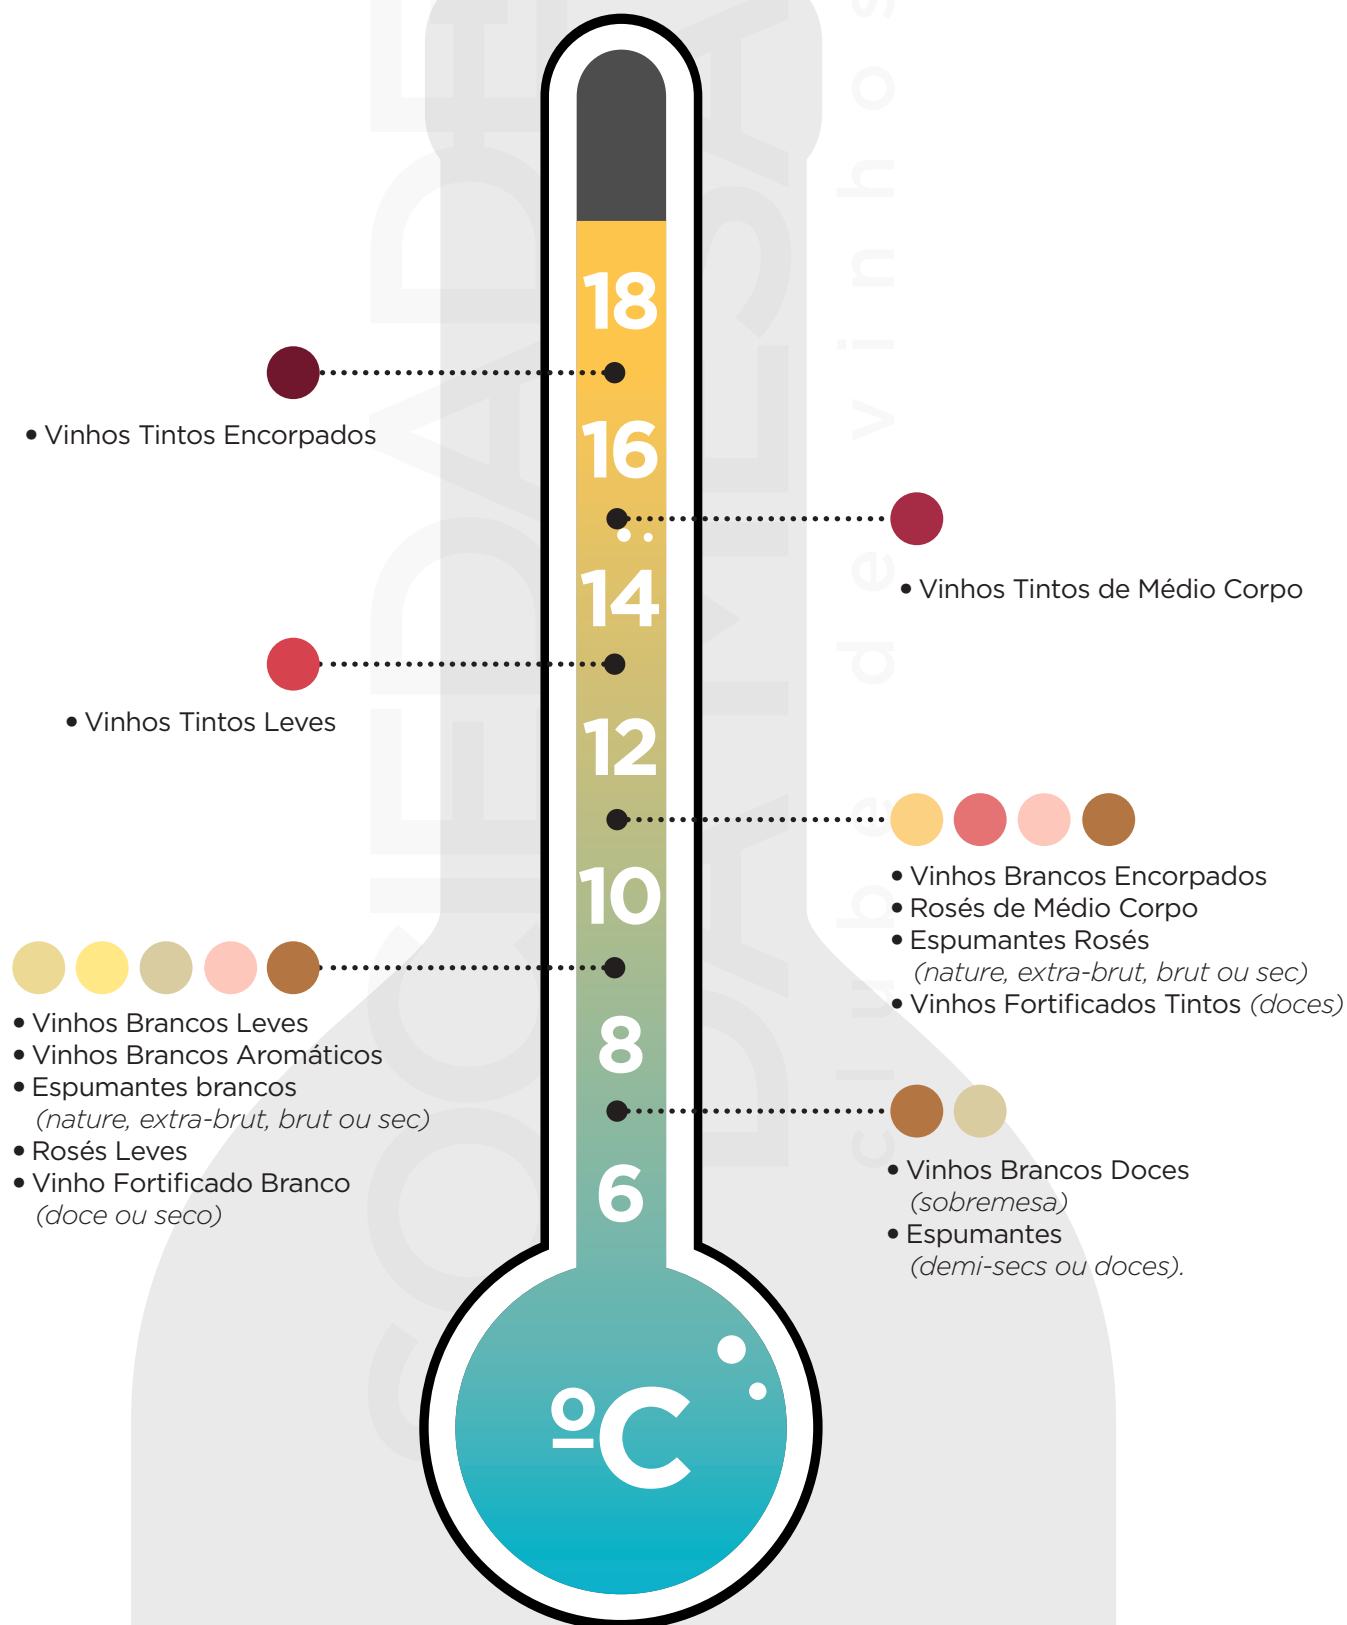 SOCIEDADE
DA MESA
clube de vinhos
18
• Vinhos Tintos Encorpados
16
• Vinhos Tintos de Médio Corpo
14
• Vinhos Tintos Leves
12
• Vinhos Brancos Encorpados
• Rosés de Médio Corpo
• Espumantes Rosés
(nature, extra-brut, brut ou sec)
• Vinhos Fortificados Tintos (doces)
10
• Vinhos Brancos Leves
• Vinhos Brancos Aromáticos
• Espumantes brancos
(nature, extra-brut, brut ou sec)
• Rosés Leves
• Vinho Fortificado Branco
(doce ou seco)
8
• Vinhos Brancos Doces
(sobremesa)
• Espumantes
(demi-secs ou doces).
6
ºC